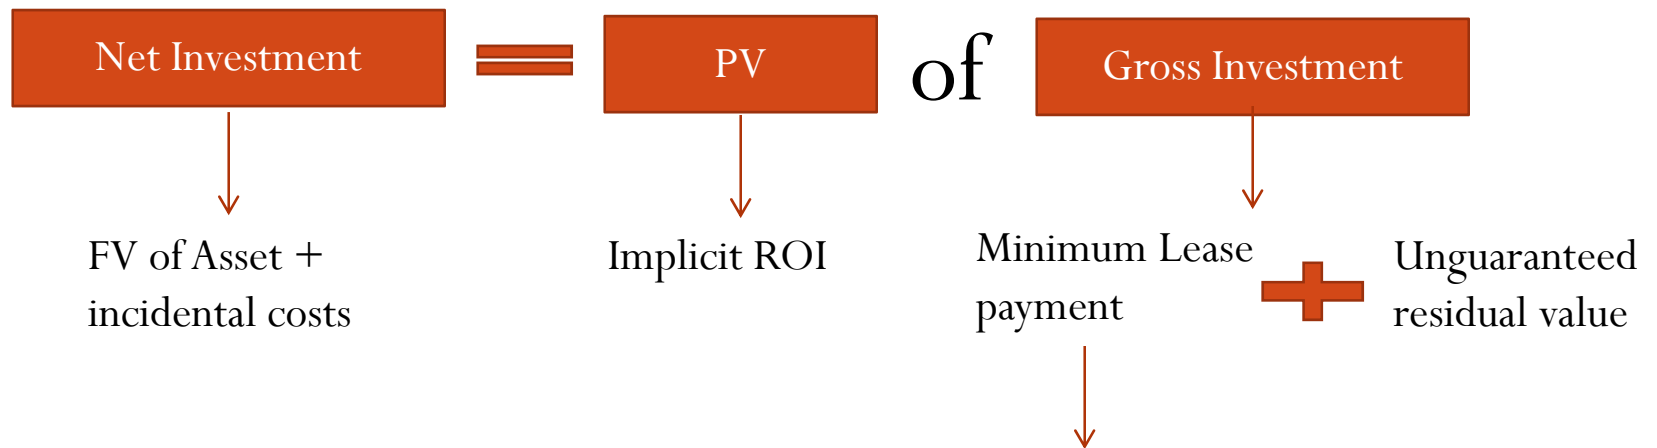 Net Investment
PV
of
Gross Investment
FV of Asset +
incidental costs
Implicit ROI
Minimum Lease
payment
Unguaranteed
residual value